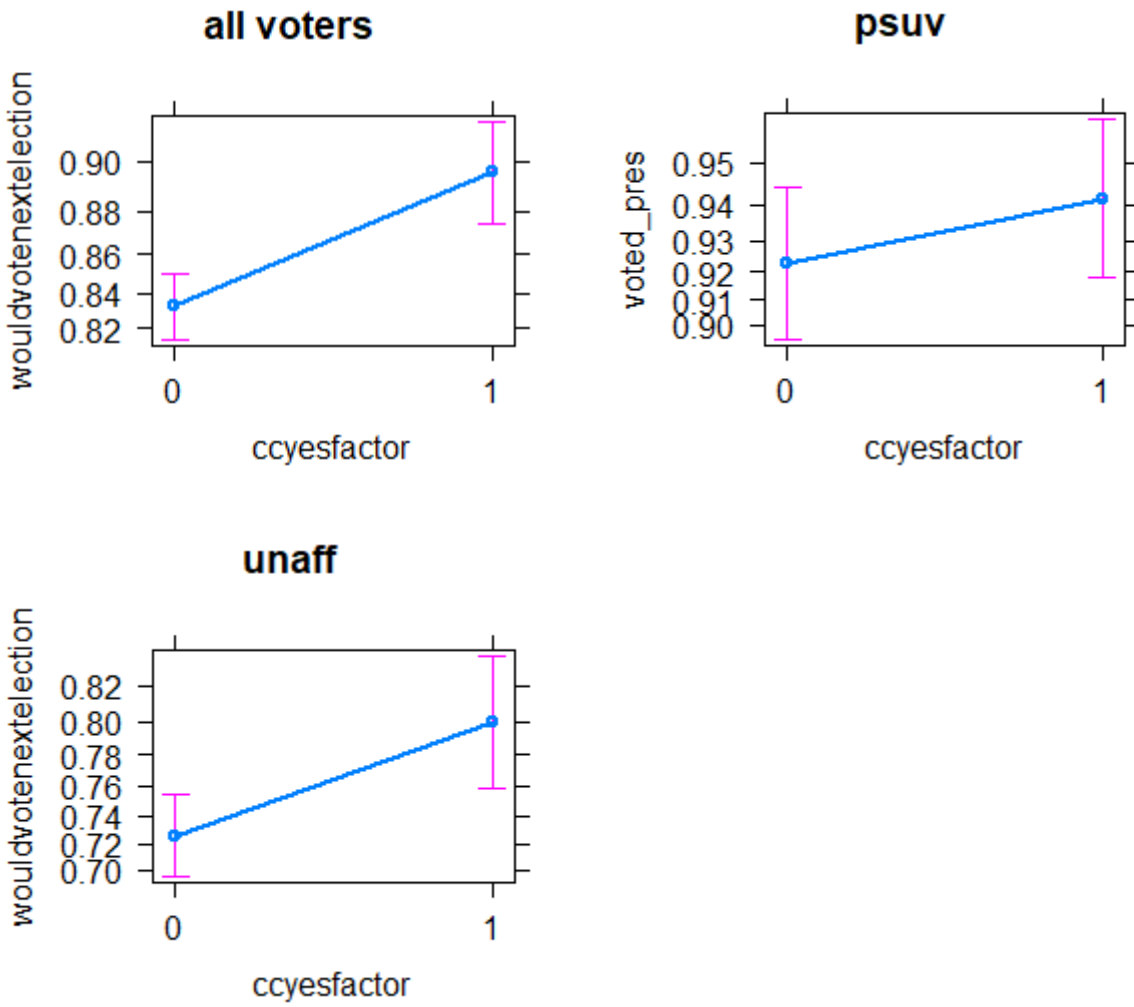 all voters
wouldvotenextelection
0.90
0.88
0.86
0.84
0.82
0 1
ccyesfactor
psuv
voted_pres
0.95
0.94
0.93
0.92
0.91
0.90
0 1
ccyesfactor
unaff
wouldvotenextelection
0.82
0.80
0.78
0.76
0.74
0.72
0.70
0 1
ccyesfactor